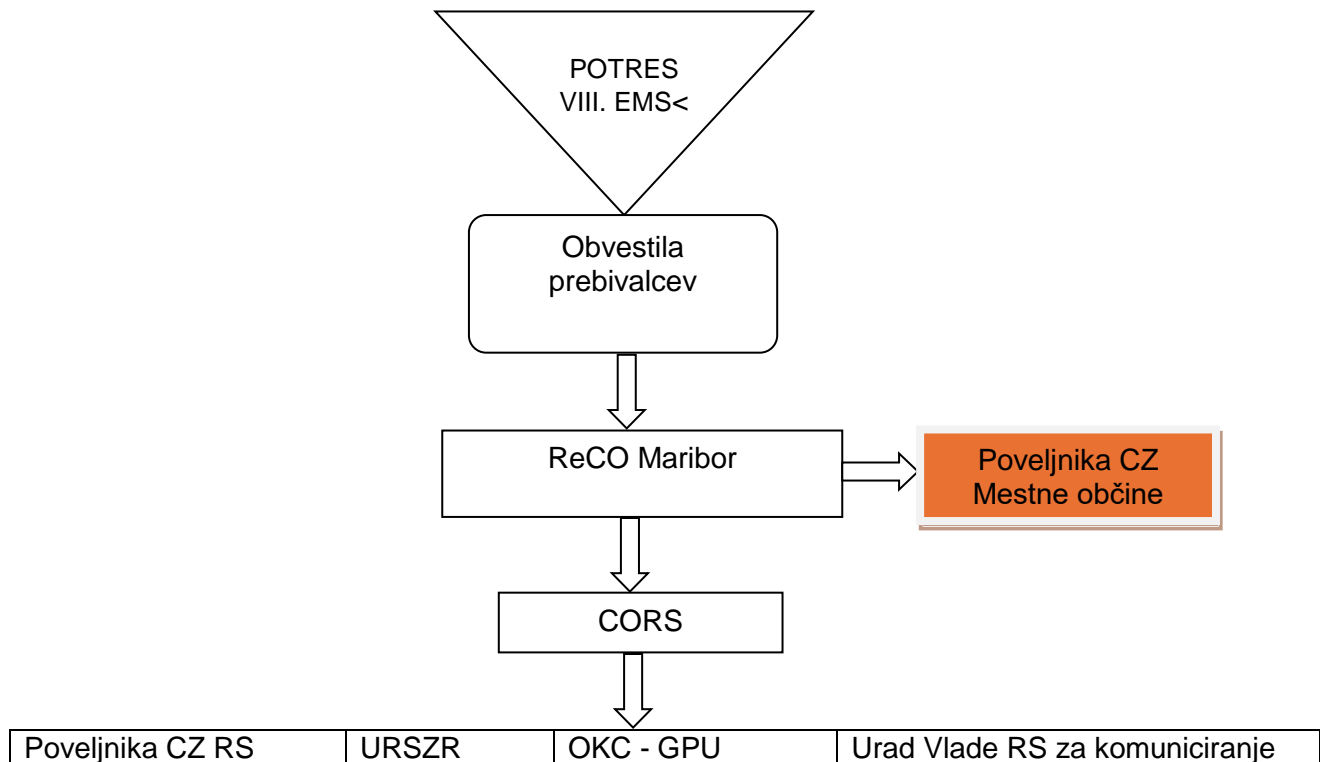 POTRES
VIII. EMS<
Obvestila
prebivalcev
ReCO Maribor
Poveljnika CZ
Mestne občine
CORS
Poveljnika CZ RS
URSZR
OKC - GPU
Urad Vlade RS za komuniciranje